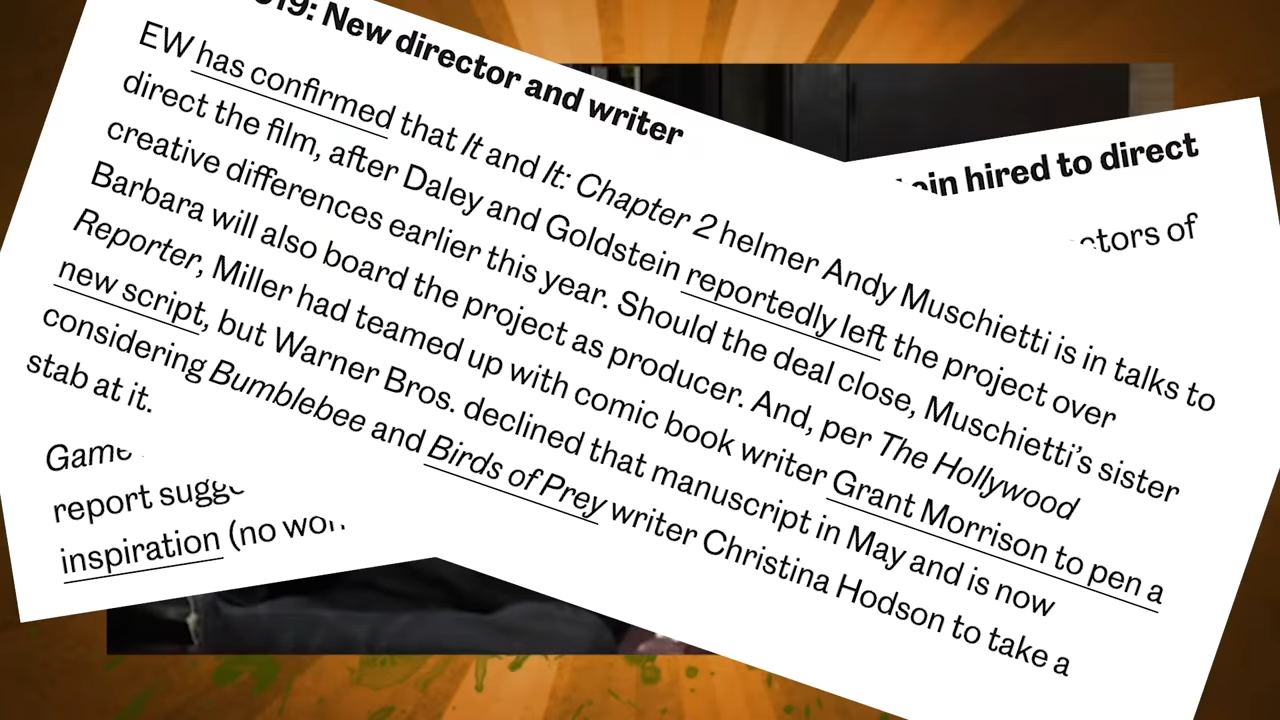 New director and writer
EW has confirmed that It and It: Chapter 2 helmer Andy Muschietti is in talks to
direct the film, after Daley and Goldstein reportedly left the project over
creative differences earlier this year. Should the deal close, Muschietti's sister
Barbara will also board the project as producer. And, per The Hollywood
Reporter, Miller had teamed up with comic book writer Grant Morrison to pen a
new script, but Warner Bros. declined that manuscript in May and is now
considering Bumblebee and Birds of Prey writer Christina Hodson to take a
stab at it.
hired to direct
of
Game
report
inspiration (no